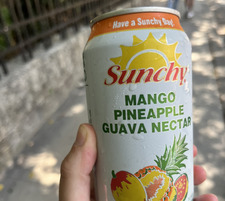 Have a Sunchy Day
Sunchy
MANGO
PINEAPPLE
GUAVA NECTAR